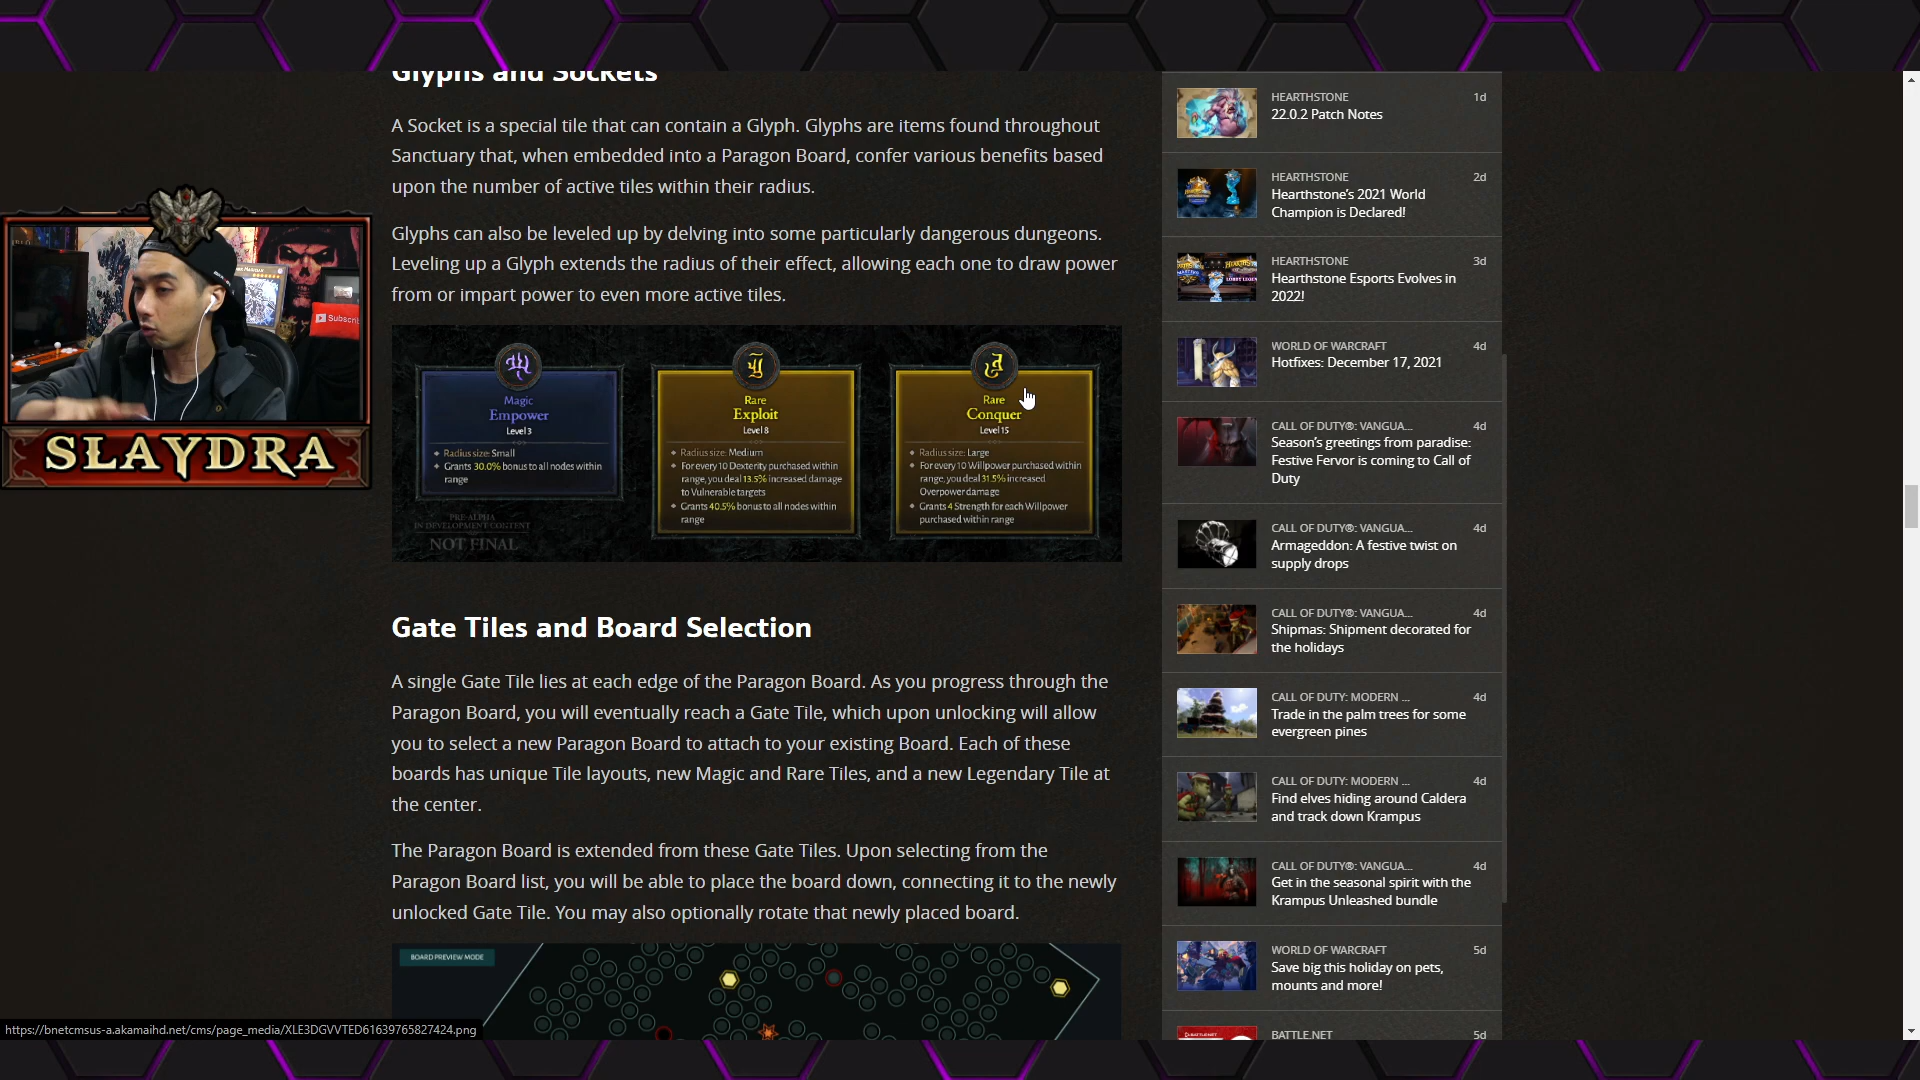 Glyphs and Sockets
A Socket is a special tile that can contain a Glyph. Glyphs are items found throughout
Sanctuary that, when embedded into a Paragon Board, confer various benefits based
upon the number of active tiles within their radius.
Glyphs can also be leveled up by delving into some particularly dangerous dungeons.
Leveling up a Glyph extends the radius of their effect, allowing each one to draw power
from or impart power to even more active tiles.
Magic
Empower
Level 3
Radius size: Small
Grants 30.0% bonus to all nodes within
range
PRE-ALPHA
IN DEVELOPMENT CONTENT
NOT FINAL
Rare
Exploit
Level 8
Radius size: Medium
For every 10 Dexterity purchased within
range, you deal 13.5% increased damage
to Vulnerable targets
Grants 40.5% bonus to all nodes within
range
Rare
Conquer
Level 15
Radius size: Large
For every 10 Willpower purchased within
range, you deal 31.5% increased
Overpower damage
Grants 4 Strength for each Willpower
purchased within range
Gate Tiles and Board Selection
A single Gate Tile lies at each edge of the Paragon Board. As you progress through the
Paragon Board, you will eventually reach a Gate Tile, which upon unlocking will allow
you to select a new Paragon Board to attach to your existing Board. Each of these
boards has unique Tile layouts, new Magic and Rare Tiles, and a new Legendary Tile at
the center.
The Paragon Board is extended from these Gate Tiles. Upon selecting from the
Paragon Board list, you will be able to place the board down, connecting it to the newly
unlocked Gate Tile. You may also optionally rotate that newly placed board.
BOARD PREVIEW MODE
https://bnetcmsus-a.akamaihd.net/cms/page_media/XLE3DGVVTED61639765827424.png
Subscri
SLAYDRA
HEARTHSTONE 1d
22.0.2 Patch Notes
HEARTHSTONE 2d
Hearthstone's 2021 World
Champion is Declared!
HEARTHSTONE 3d
Hearthstone Esports Evolves in
2022!
WORLD OF WARCRAFT 4d
Hotfixes: December 17, 2021
CALL OF DUTY®: VANGUA... 4d
Season's greetings from paradise:
Festive Fervor is coming to Call of
Duty
CALL OF DUTY®: VANGUA... 4d
Armageddon: A festive twist on
supply drops
CALL OF DUTY®: VANGUA... 4d
Shipmas: Shipment decorated for
the holidays
CALL OF DUTY: MODERN ... 4d
Trade in the palm trees for some
evergreen pines
CALL OF DUTY: MODERN ... 4d
Find elves hiding around Caldera
and track down Krampus
CALL OF DUTY®: VANGUA... 4d
Get in the seasonal spirit with the
Krampus Unleashed bundle
WORLD OF WARCRAFT 5d
Save big this holiday on pets,
mounts and more!
BATTLE.NET 5d